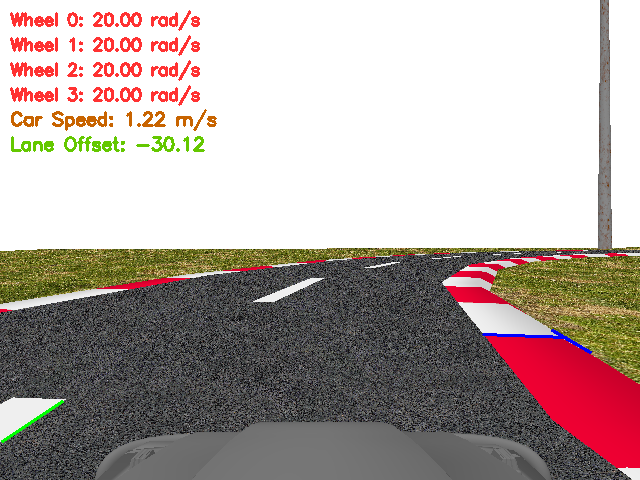 Wheel 0: 20.00 rad/s
Wheel 1: 20.00 rad/s
Wheel 2: 20.00 rad/s
Wheel 3: 20.00 rad/s
Car Speed: 1.22 m/s
Lane Offset: -30.12